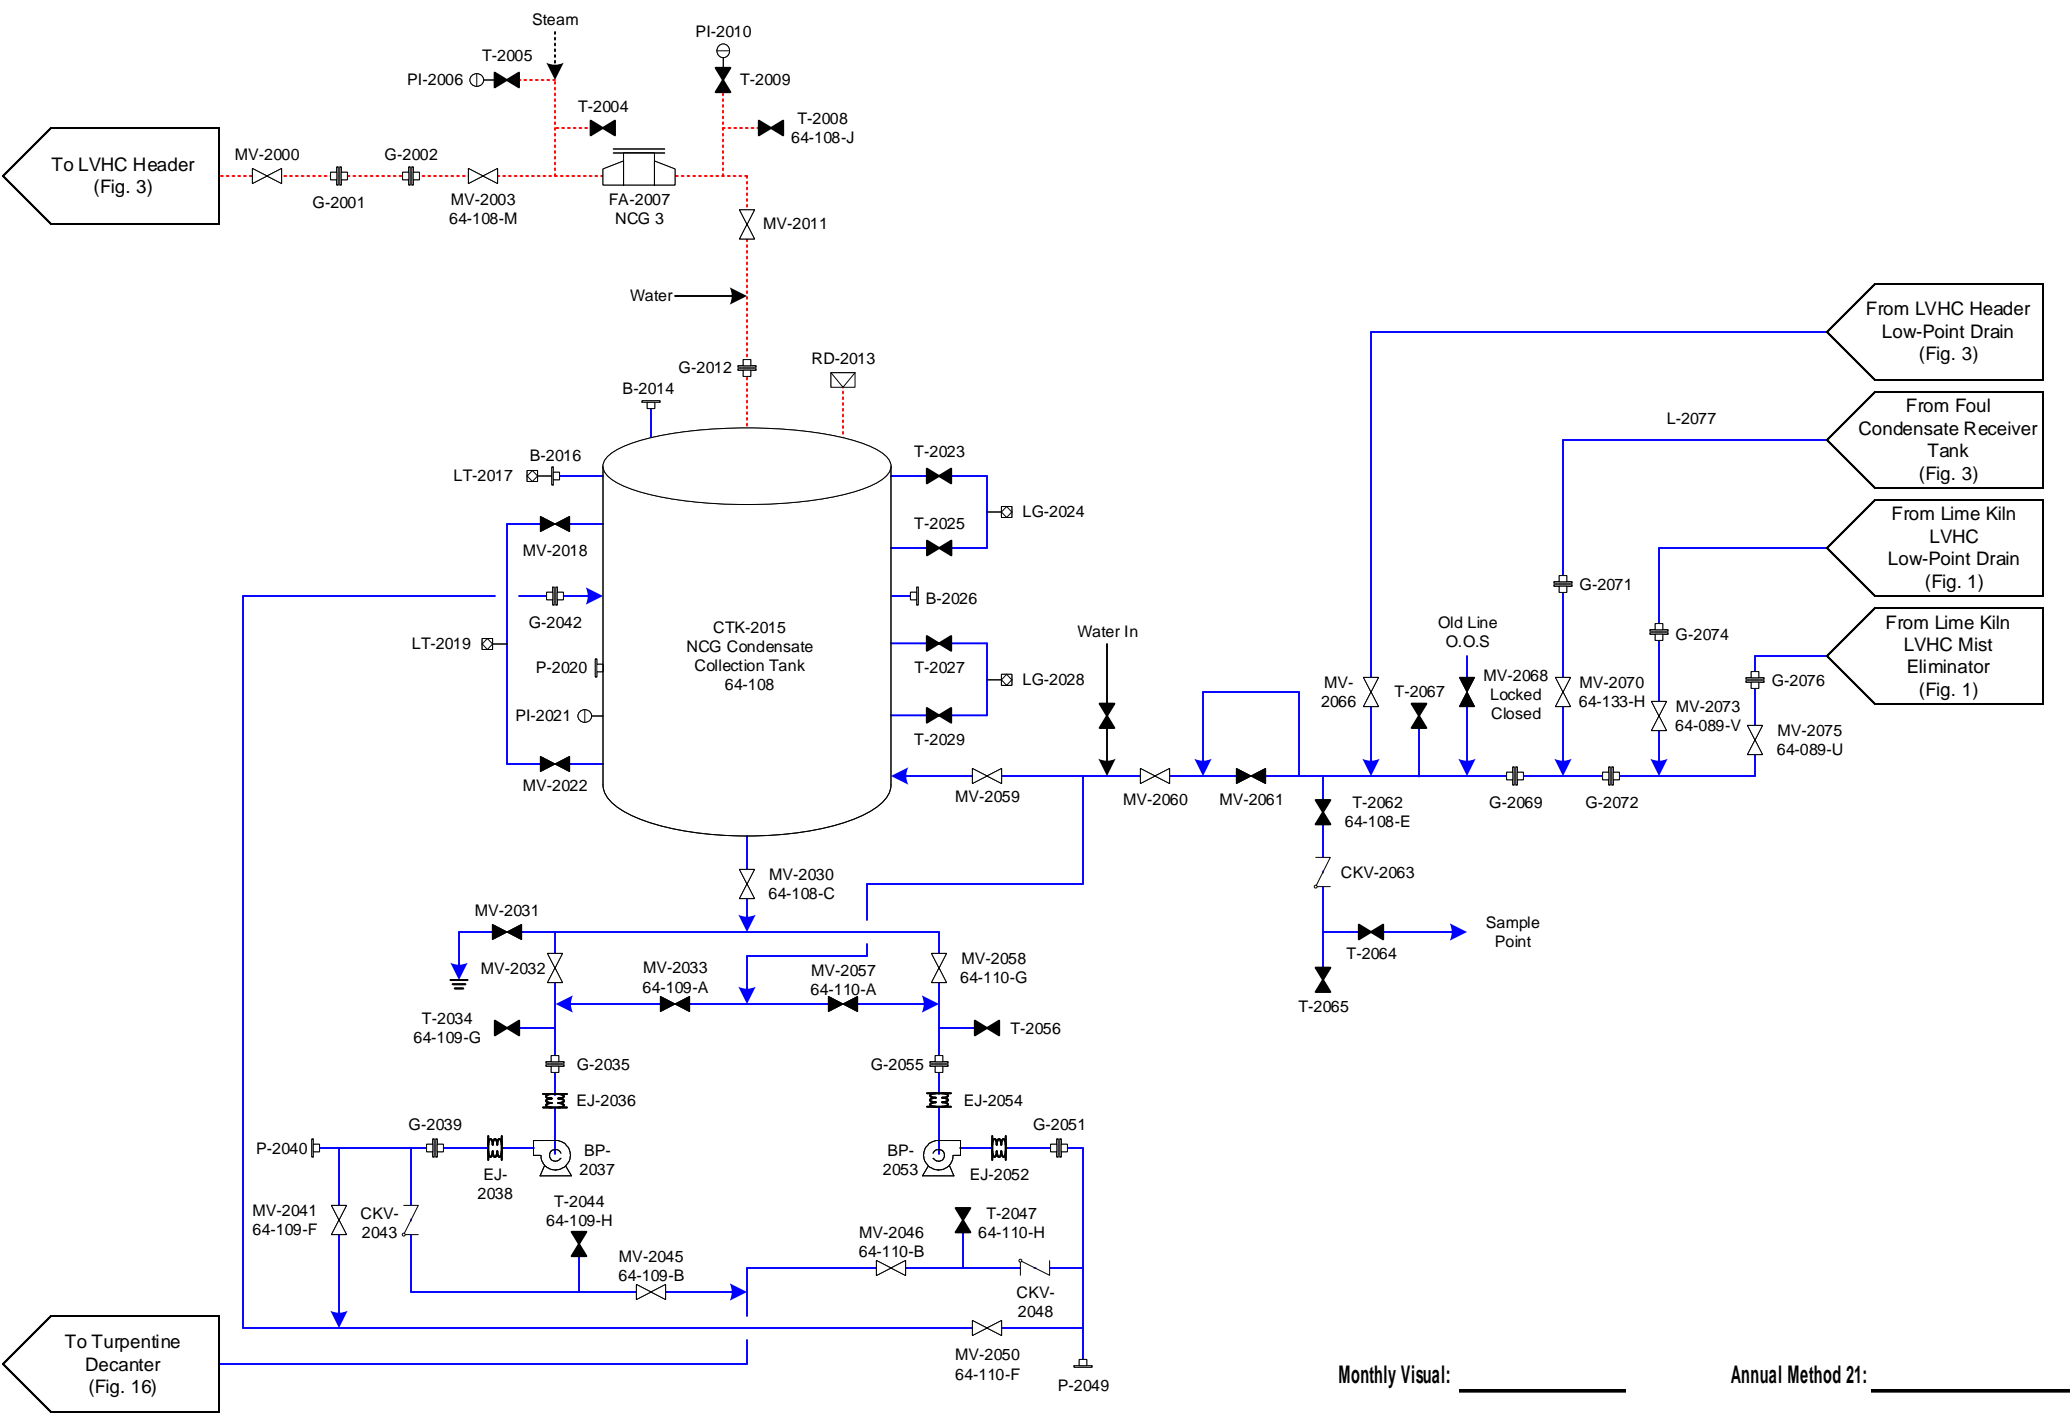 Steam
PI-2010
T-2005
PI-2006
T-2009
T-2004
T-2008
64-108-J
To LVHC Header
(Fig. 3)
MV-2000
G-2002
G-2001
MV-2003
64-108-M
FA-2007
NCG 3
MV-2011
Water
G-2012
RD-2013
B-2014
B-2016
LT-2017
MV-2018
G-2042
LT-2019
P-2020
PI-2021
MV-2022
CTK-2015
NCG Condensate
Collection Tank
64-108
T-2023
LG-2024
T-2025
B-2026
T-2027
LG-2028
T-2029
From LVHC Header
Low-Point Drain
(Fig. 3)
From Foul
Condensate Receiver
Tank
(Fig. 3)
From Lime Kiln
LVHC
Low-Point Drain
(Fig. 1)
From Lime Kiln
LVHC Mist
Eliminator
(Fig. 1)
L-2077
G-2071
G-2074
G-2076
Water In
Old Line
O.O.S
MV-
2066
T-2067
MV-2068
Locked
Closed
MV-2070
64-133-H
MV-2073
64-089-V
MV-2075
64-089-U
MV-2059
MV-2060
MV-2061
T-2062
64-108-E
G-2069
G-2072
CKV-2063
Sample
Point
T-2064
T-2065
MV-2030
64-108-C
MV-2031
MV-2032
MV-2033
64-109-A
MV-2057
64-110-A
MV-2058
64-110-G
T-2034
64-109-G
T-2056
G-2035
G-2055
EJ-2036
EJ-2054
G-2039
G-2051
P-2040
EJ-
2038
BP-
2037
BP-
2053
EJ-2052
MV-2041
64-109-F
CKV-
2043
T-2044
64-109-H
T-2047
64-110-H
MV-2046
64-110-B
MV-2045
64-109-B
CKV-
2048
To Turpentine
Decanter
(Fig. 16)
MV-2050
64-110-F
P-2049
Monthly Visual:
Annual Method 21: